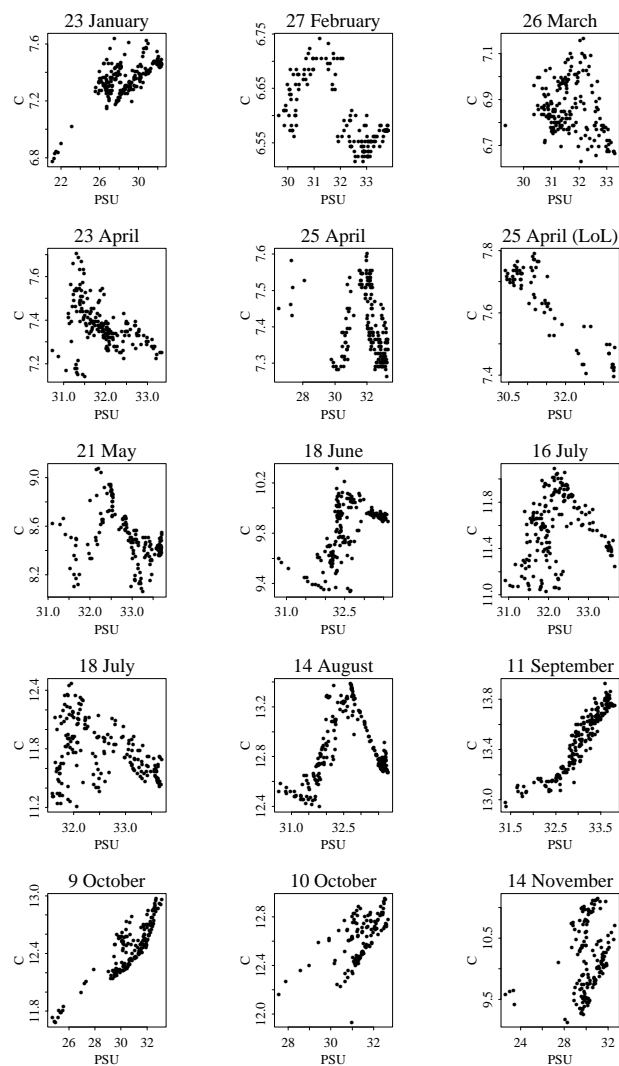 23 January
27 February
26 March
C
7.6
7.2
6.8
22
26
30
PSU
C
6.75
6.65
6.55
30
31
32
33
PSU
C
7.1
6.9
6.7
30
31
32
33
PSU
23 April
25 April
25 April (LoL)
C
7.6
7.4
7.2
31.0
32.0
33.0
PSU
C
7.6
7.5
7.4
7.3
28
30
32
PSU
C
7.8
7.6
7.4
30.5
32.0
PSU
21 May
18 June
16 July
C
9.0
8.6
8.2
31.0
32.0
33.0
PSU
C
10.2
9.8
9.4
31.0
32.5
PSU
C
11.8
11.4
11.0
31.0
32.0
33.0
PSU
18 July
14 August
11 September
C
12.4
11.8
11.2
32.0
33.0
PSU
C
13.2
12.8
12.4
31.0
32.5
PSU
C
13.8
13.4
13.0
31.5
32.5
33.5
PSU
9 October
10 October
14 November
C
13.0
12.4
11.8
26
28
30
32
PSU
C
12.8
12.4
12.0
28
29
30
31
32
PSU
C
10.5
9.5
24
26
28
30
32
PSU